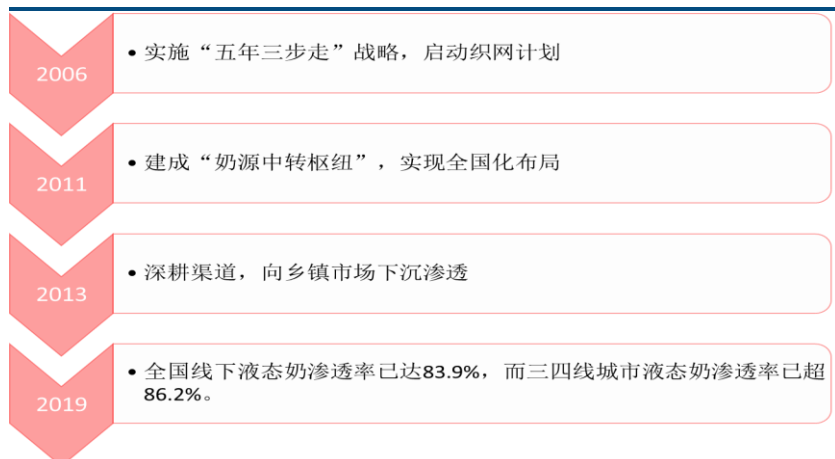 2006
• 实施“五年三步走”战略，启动织网计划
2011
• 建成“奶源中转枢纽”，实现全国化布局
2013
• 深耕渠道，向乡镇市场下沉渗透
2019
• 全国线下液态奶渗透率已达83.9%，而三四线城市液态奶渗透率已超
86.2%。